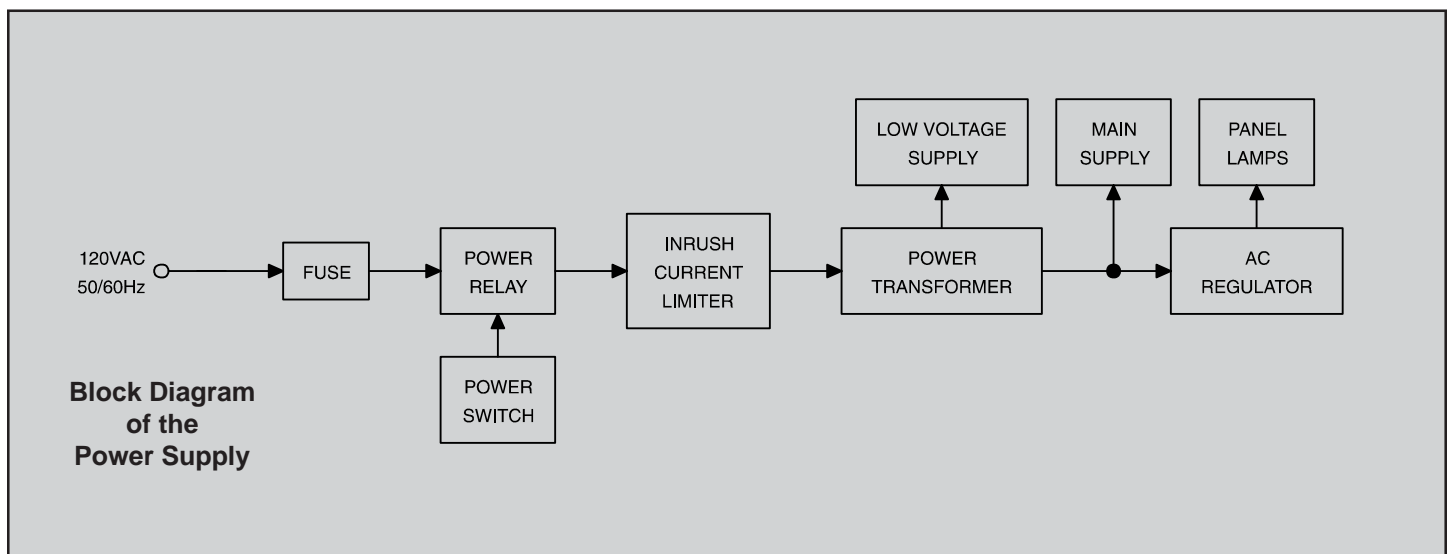 120VAC
50/60Hz
FUSE
POWER
RELAY
POWER
SWITCH
INRUSH
CURRENT
LIMITER
POWER
TRANSFORMER
LOW VOLTAGE
SUPPLY
MAIN
SUPPLY
AC
REGULATOR
PANEL
LAMPS
Block Diagram
of the
Power Supply